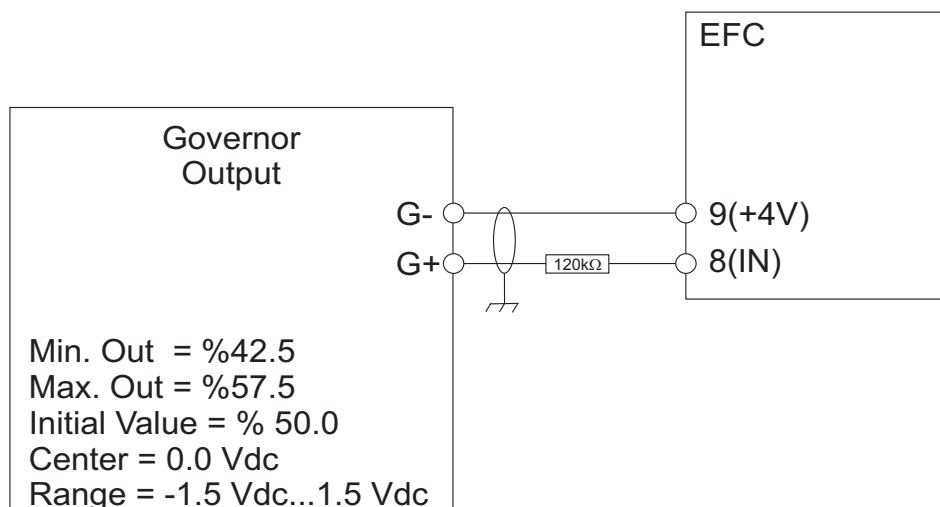 EFC
Governor
Output
G-
9(+4V)
G+
120kΩ
8(IN)
Min. Out = %42.5
Max. Out = %57.5
Initial Value = % 50.0
Center = 0.0 Vdc
Range = -1.5 Vdc...1.5 Vdc